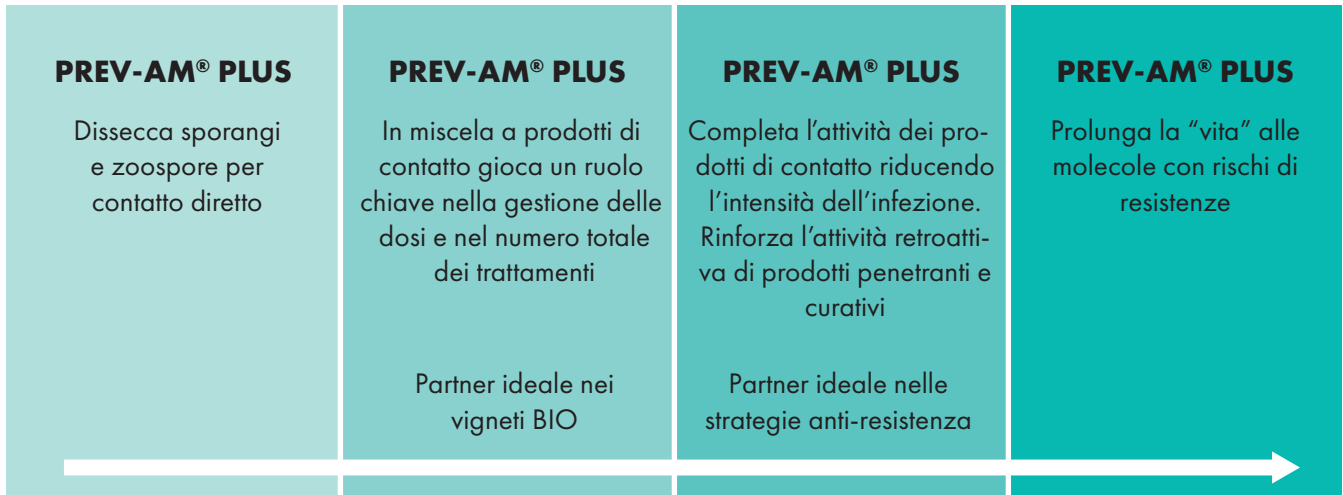 PREV-AM® PLUS
Dissecca sporangi
e zoospore per
contatto diretto
PREV-AM® PLUS
In miscela a prodotti di
contatto gioca un ruolo
chiave nella gestione delle
dosi e nel numero totale
dei trattamenti
Partner ideale nei
vigneti BIO
PREV-AM® PLUS
Completa l’attività dei pro-
dotti di contatto riducendo
l’intensità dell’infezione.
Rinforza l’attività retroatti-
va di prodotti penetranti e
curativi
Partner ideale nelle
strategie anti-resistenza
PREV-AM® PLUS
Prolunga la “vita” alle
molecole con rischi di
resistenze